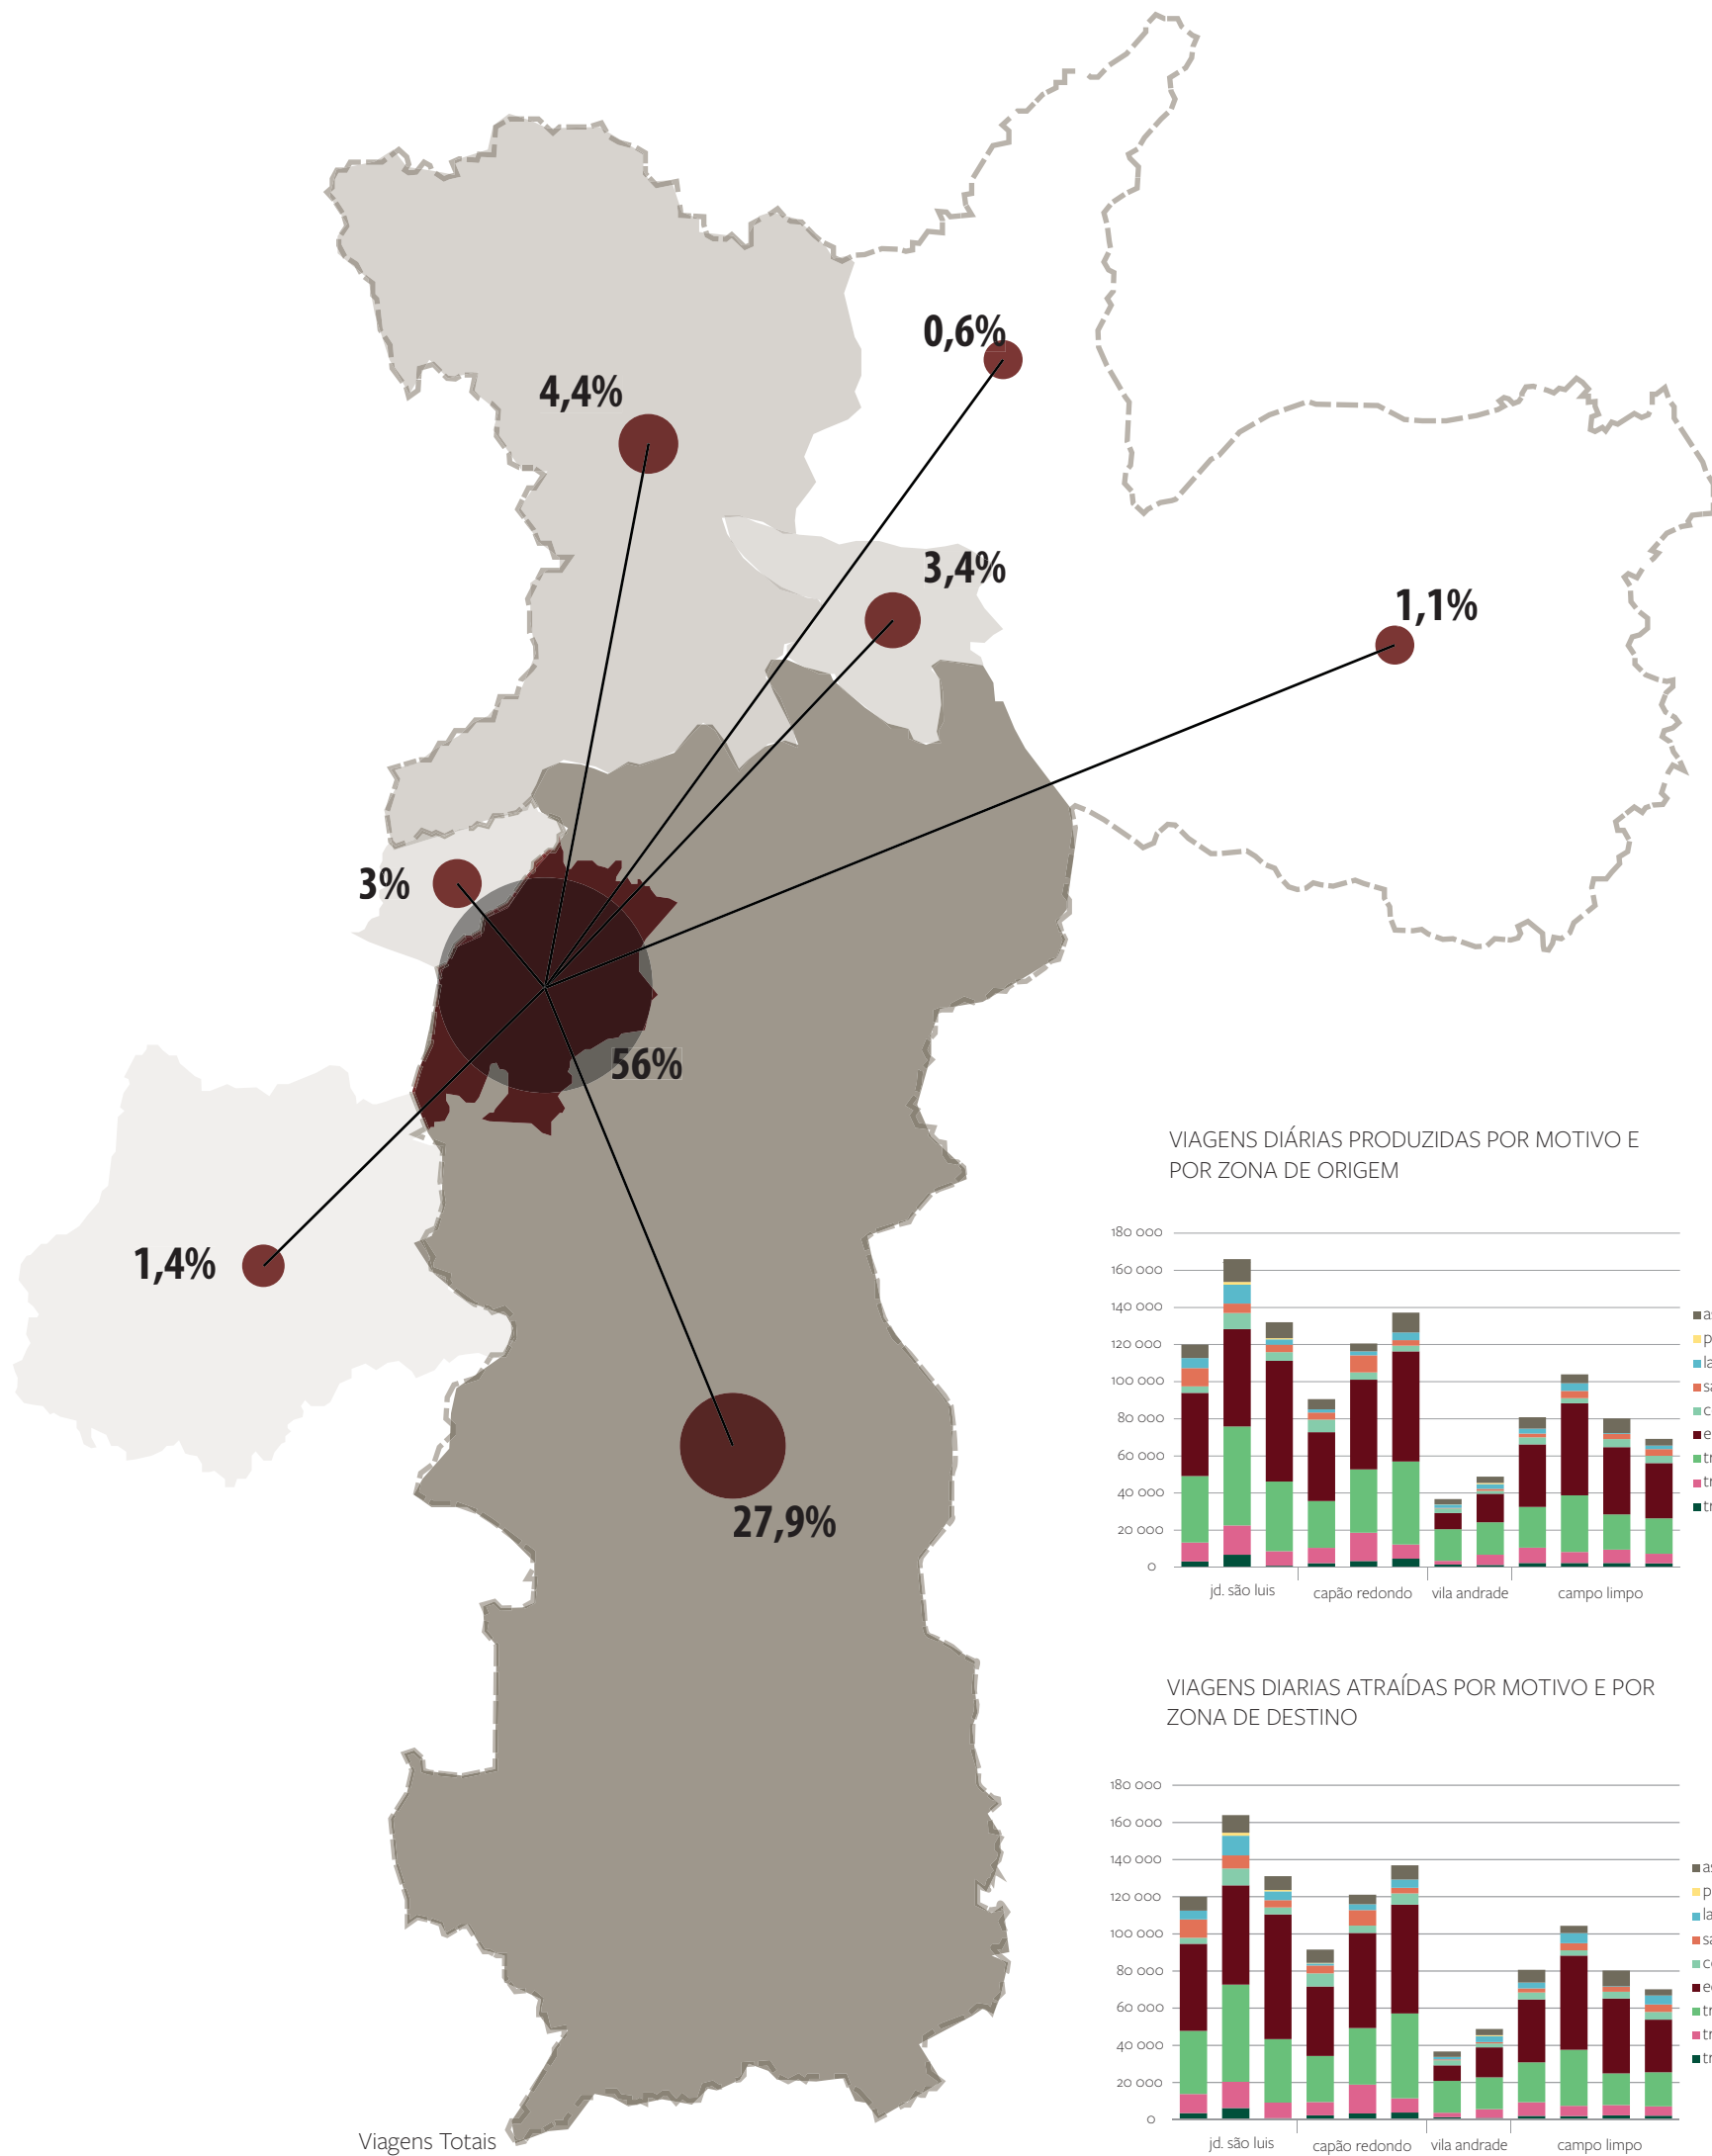 0,6%
4,4%
3,4%
1,1%
3%
56%
1,4%
27,9%
VIAGENS DIÁRIAS PRODUZIDAS POR MOTIVO E
POR ZONA DE ORIGEM
180 000
160 000
140 000
120 000
100 000
80 000
60 000
40 000
20 000
0
jd. são luis
capão redondo
vila andrade
campo limpo
VIAGENS DIARIAS ATRAÍDAS POR MOTIVO E POR
ZONA DE DESTINO
180 000
160 000
140 000
120 000
100 000
80 000
60 000
40 000
20 000
0
jd. são luis
capão redondo
vila andrade
campo limpo
Viagens Totais